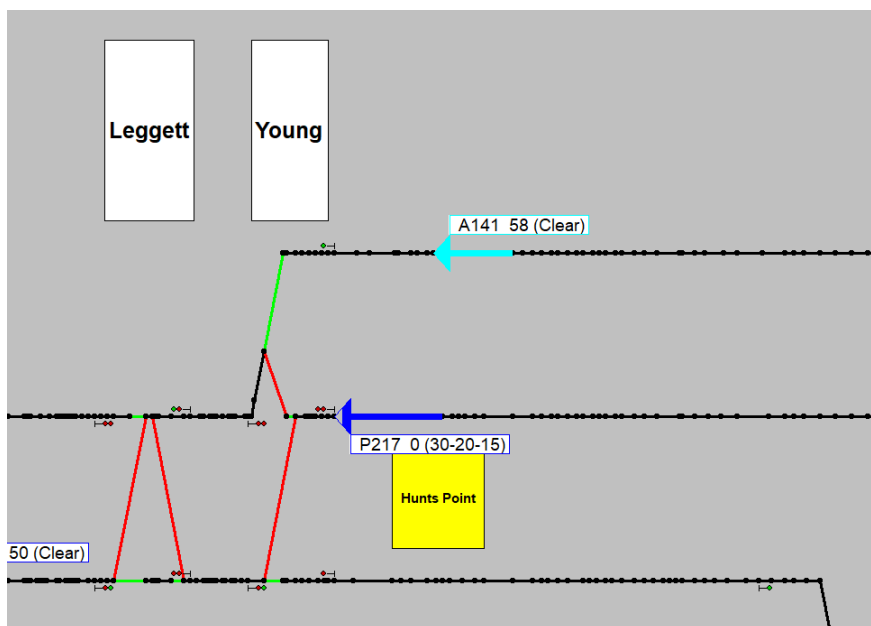 Leggett
Young
A141 58 (Clear)
P217 0 (30-20-15)
Hunts Point
50 (Clear)